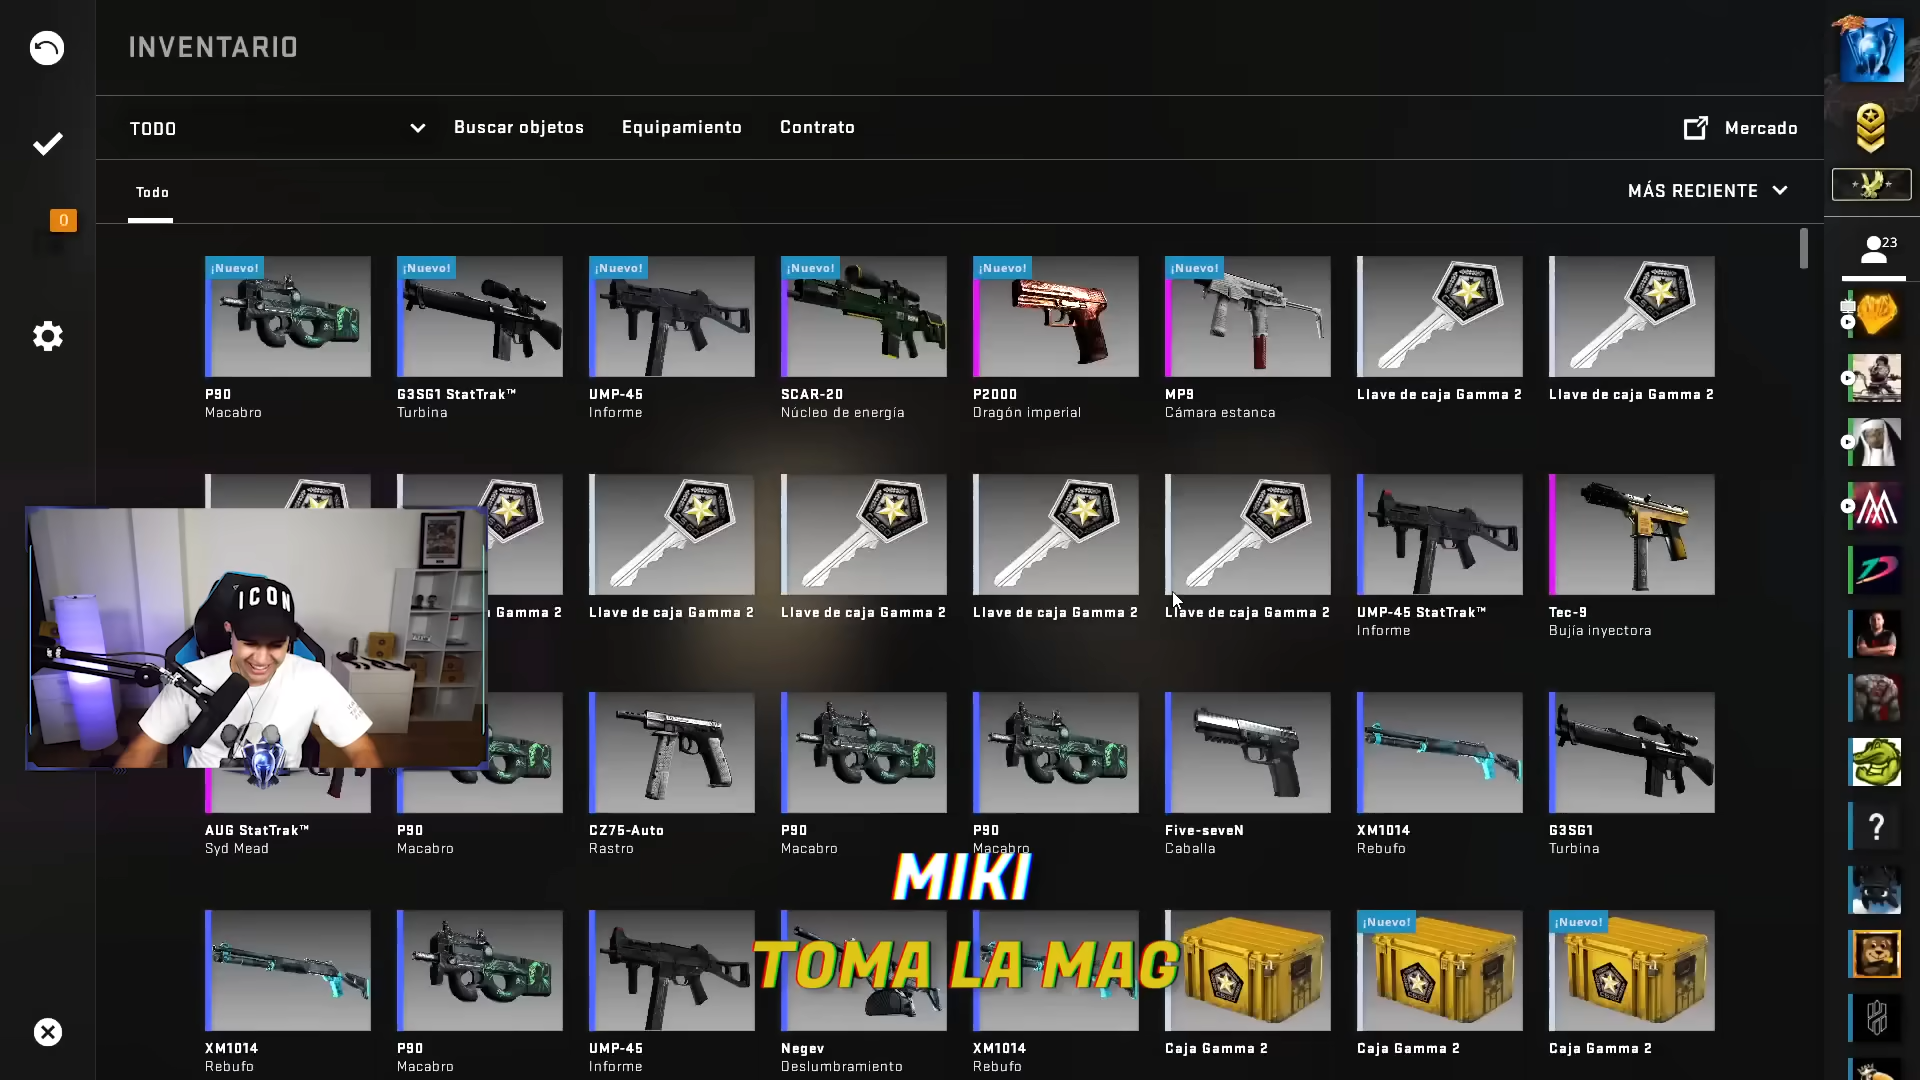 INVENTARIO
TODO
Buscar objetos
Equipamiento
Contrato
Mercado
0
Todo
MÁS RECIENTE
23
¡Nuevo!
¡Nuevo!
¡Nuevo!
¡Nuevo!
¡Nuevo!
¡Nuevo!
P90
Macabro
G3SG1 StatTrak™
Turbina
UMP-45
Informe
SCAR-20
Núcleo de energía
P2000
Dragón imperial
MP9
Cámara estanca
Llave de caja Gamma 2
Llave de caja Gamma 2
Gamma 2
Llave de caja Gamma 2
Llave de caja Gamma 2
Llave de caja Gamma 2
Llave de caja Gamma 2
UMP-45 StatTrak™
Informe
Tec-9
Bujía inyectora
ICON
AUG StatTrak™
Syd Mead
P90
Macabro
CZ75-Auto
Rastro
P90
Macabro
P90
Macabro
Five-seveN
Caballa
XM1014
Rebufo
G3SG1
Turbina
MIKI
TOMA LA MAG
¡Nuevo!
¡Nuevo!
XM1014
Rebufo
P90
Macabro
UMP-45
Informe
Negev
Deslumbramiento
XM1014
Rebufo
Caja Gamma 2
Caja Gamma 2
Caja Gamma 2
?